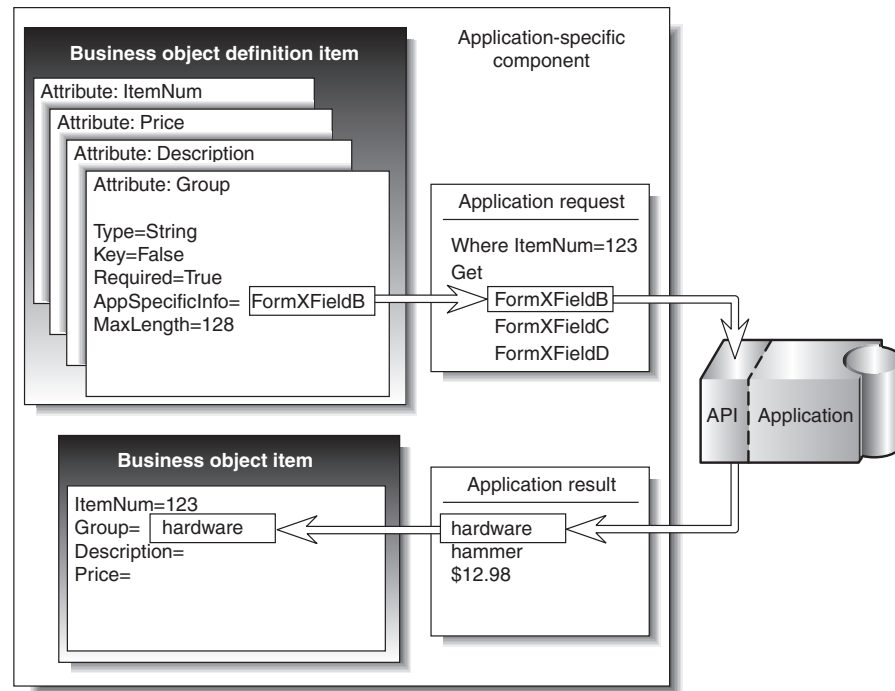 Business object definition item
Application-specific
component
Attribute: ItemNum
Attribute: Price
Attribute: Description
Attribute: Group
Type=String
Key=False
Required=True
AppSpecificInfo= FormXFieldB
MaxLength=128
Application request
Where ItemNum=123
Get
FormXFieldB
FormXFieldC
FormXFieldD
API Application
Business object item
ItemNum=123
Group= hardware
Description=
Price=
Application result
hardware
hammer
$12.98